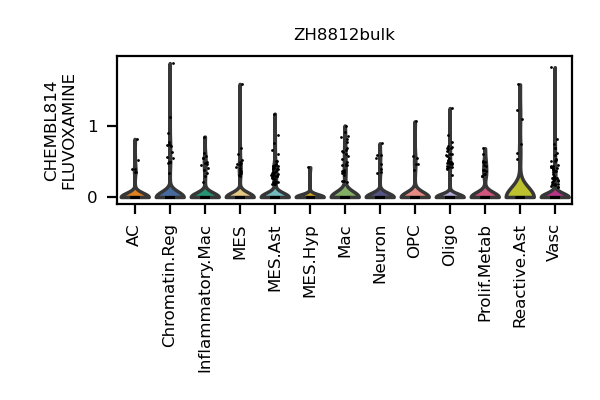 ZH8812bulk
CHEMBL814
FLUVOXAMINE
1
0
AC
Chromatin.Reg
Inflammatory.Mac
MES
MES.Ast
MES.Hyp
Mac
Neuron
OPC
Oligo
Prolif.Metab
Reactive.Ast
Vasc